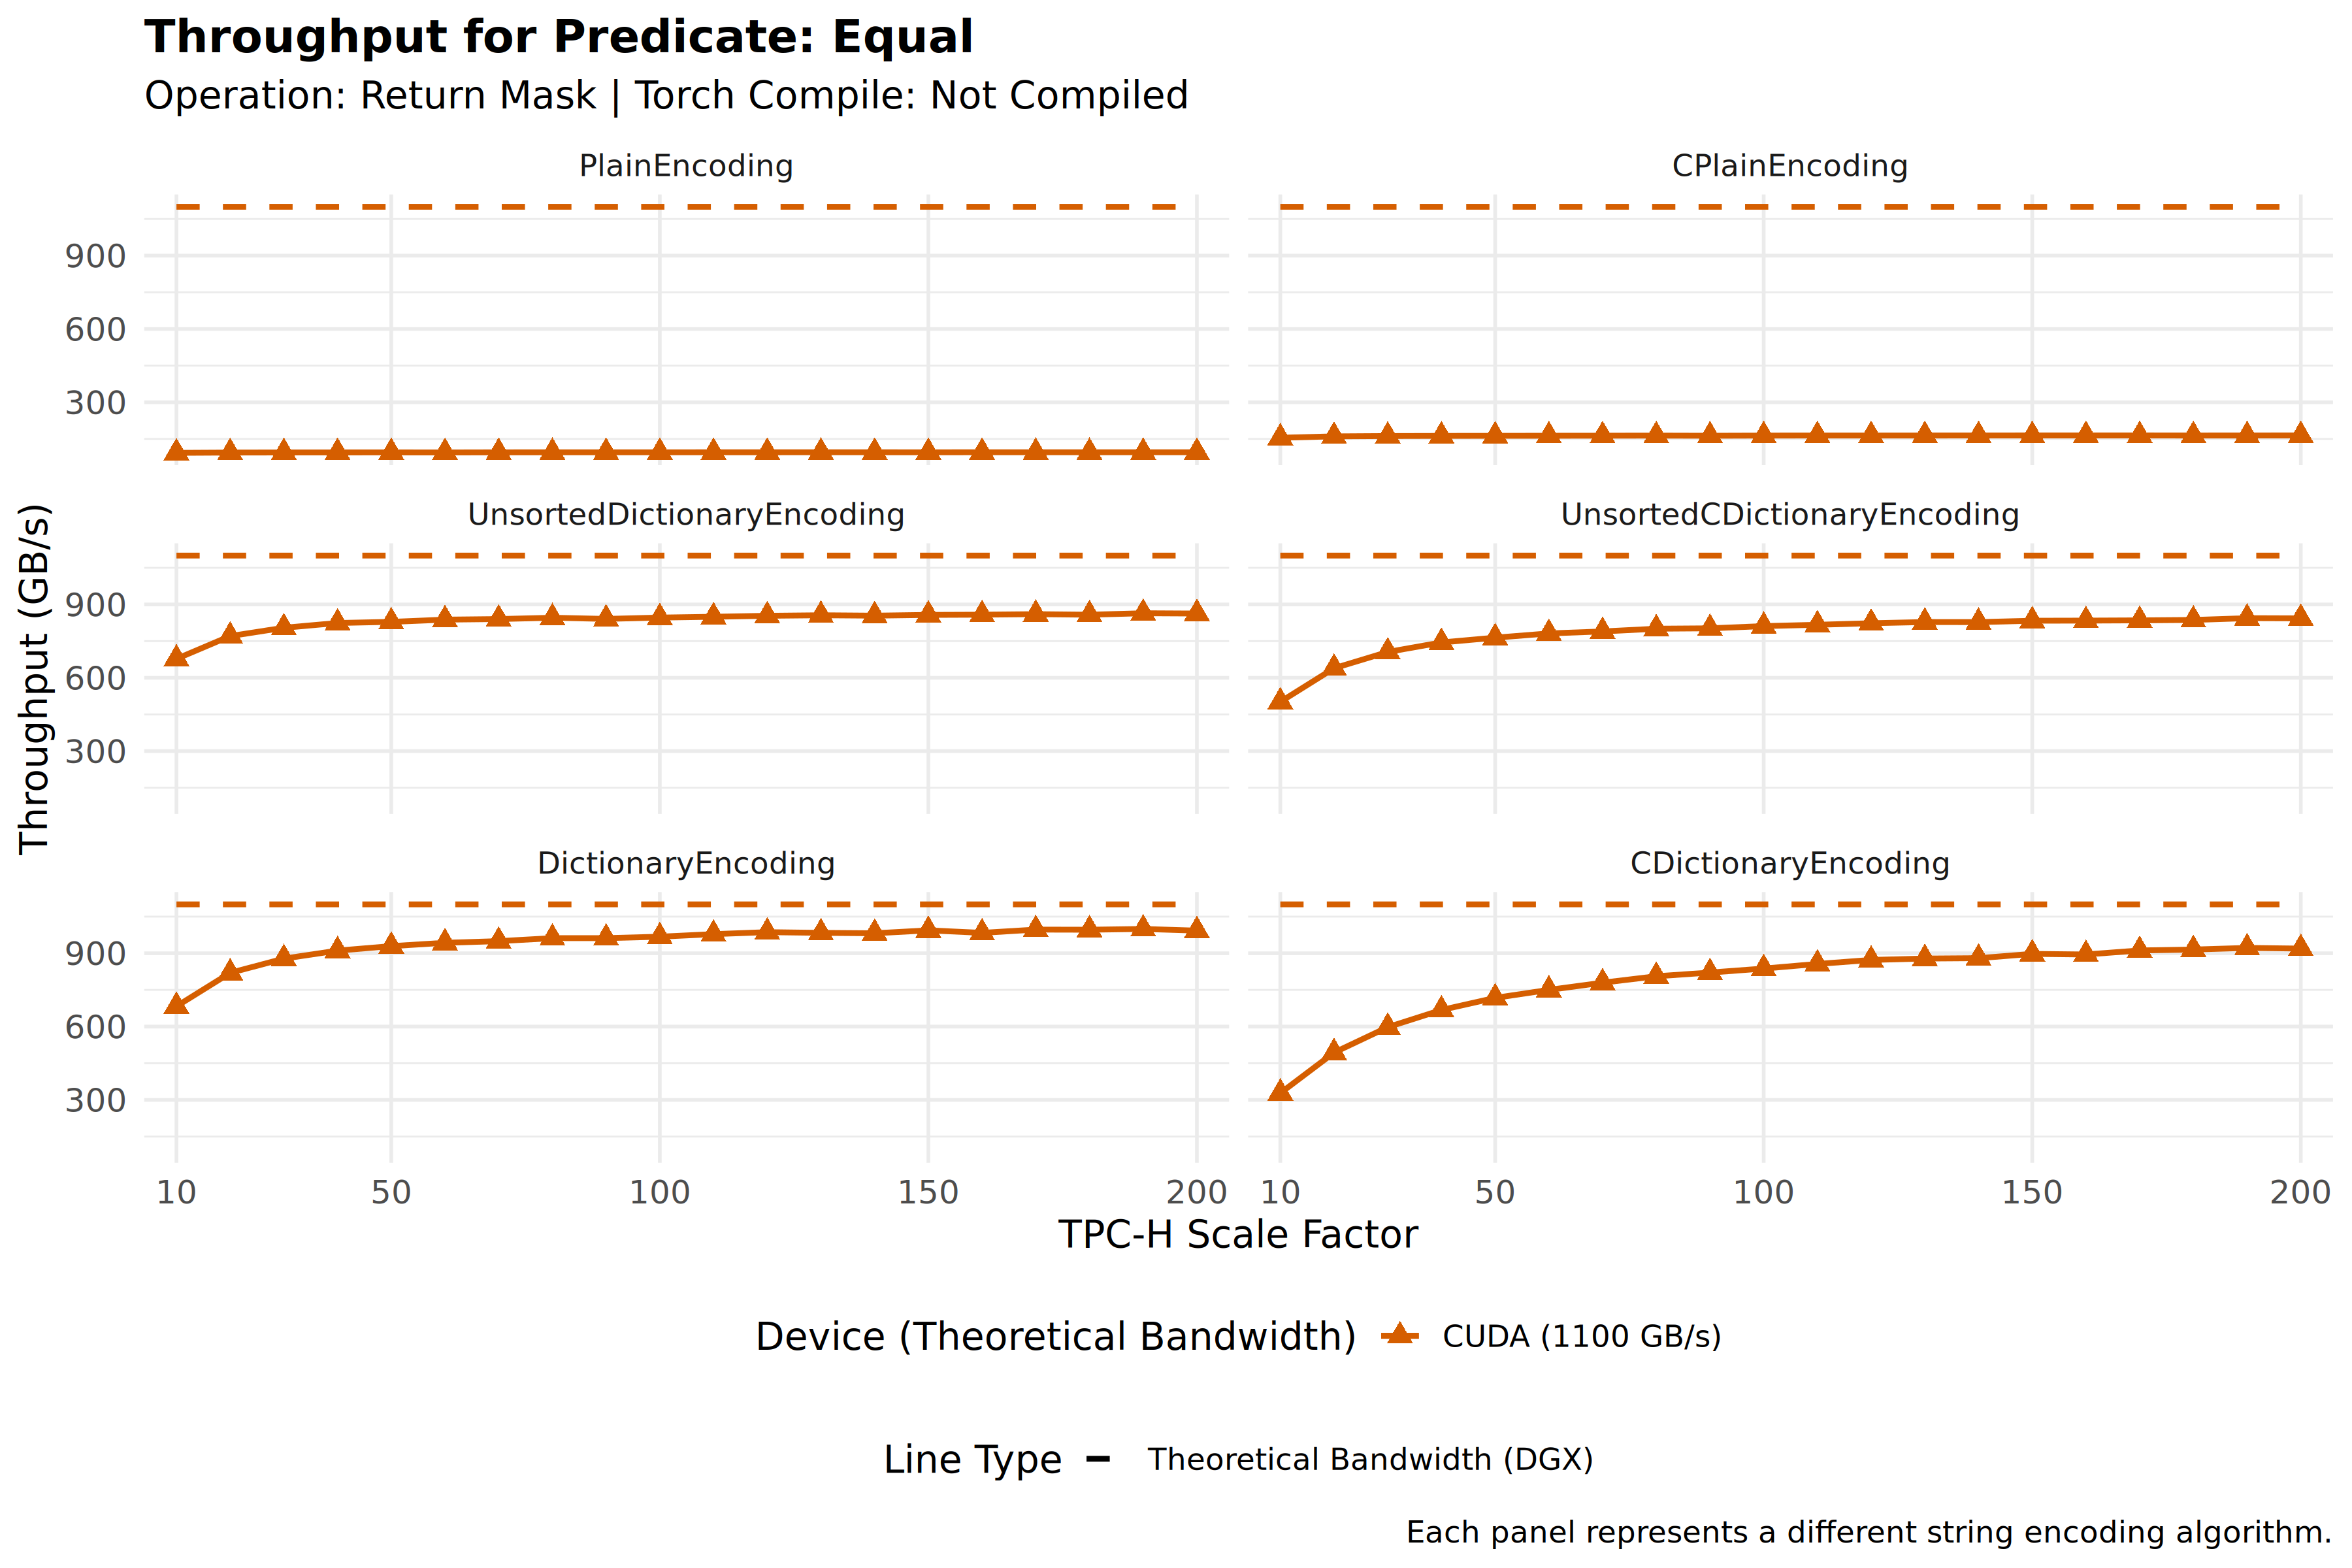 Throughput for Predicate: Equal
Operation: Return Mask | Torch Compile: Not Compiled
PlainEncoding
CPlainEncoding
900
600
300
UnsortedDictionaryEncoding
UnsortedCDictionaryEncoding
Throughput (GB/s)
900
600
300
DictionaryEncoding
CDictionaryEncoding
900
600
300
10 50 100 150 200 10 50 100 150 200
TPC-H Scale Factor
Device (Theoretical Bandwidth) CUDA (1100 GB/s)
Line Type Theoretical Bandwidth (DGX)
Each panel represents a different string encoding algorithm.